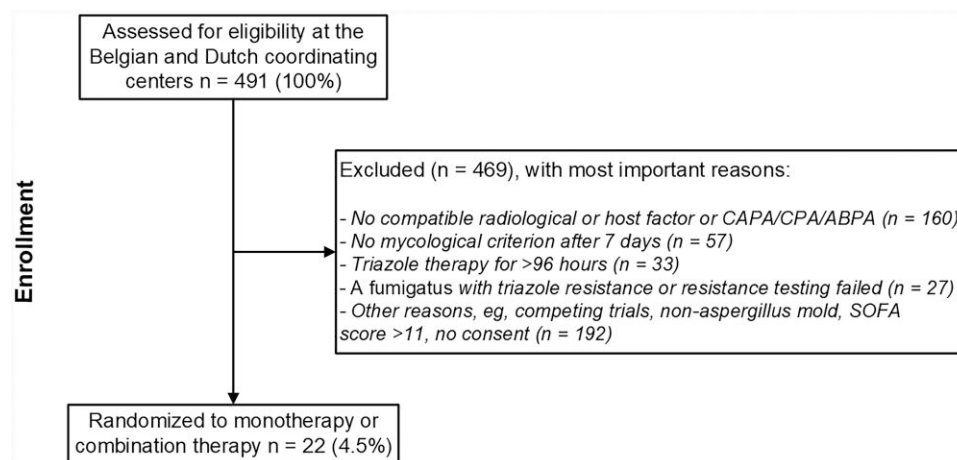 Assessed for eligibility at the
Belgian and Dutch coordinating
centers n = 491 (100%)
Enrollment
Excluded (n = 469), with most important reasons:
- No compatible radiological or host factor or CAPA/CPA/ABPA (n = 160)
- No mycological criterion after 7 days (n = 57)
- Triazole therapy for >96 hours (n = 33)
- A fumigatus with triazole resistance or resistance testing failed (n = 27)
- Other reasons, eg, competing trials, non-aspergillus mold, SOFA
score >11, no consent (n = 192)
Randomized to monotherapy or
combination therapy n = 22 (4.5%)